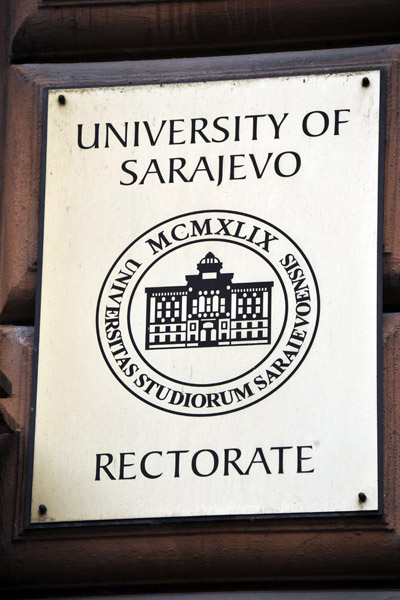 UNIVERSITY OF
SARAJEVO
MCMXLIX
UNIVERSITAS STUDIORUM SARAIEVOENSIS
RECTORATE